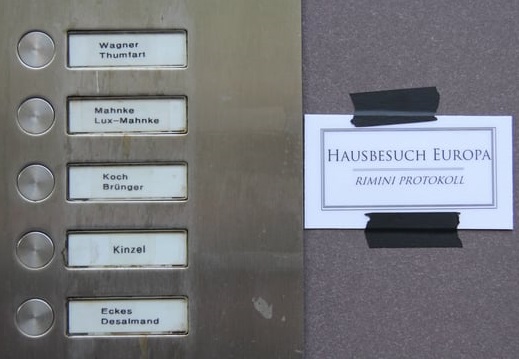 Wagner
Thumfart
Mahnke
Lux-Mahnke
Koch
Brünger
Kinzel
Eckes
Desalmand
HAUSBESUCH EUROPA
RIMINI PROTOKOLL